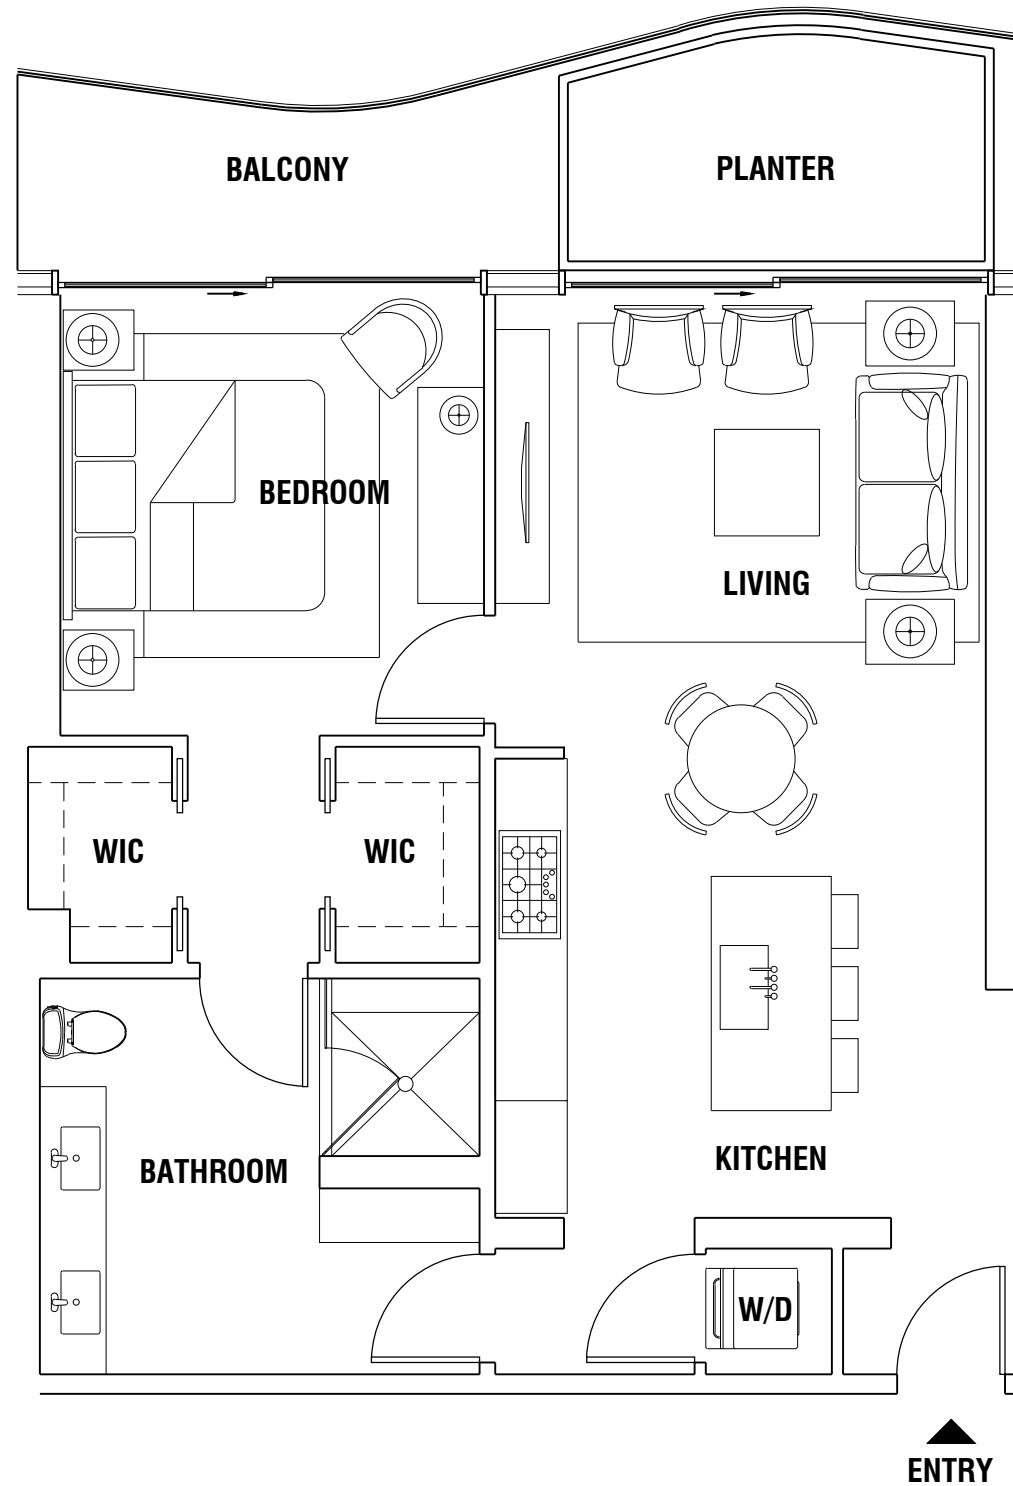 BALCONY
PLANTER
BEDROOM
LIVING
WIC
WIC
BATHROOM
KITCHEN
W/D
ENTRY